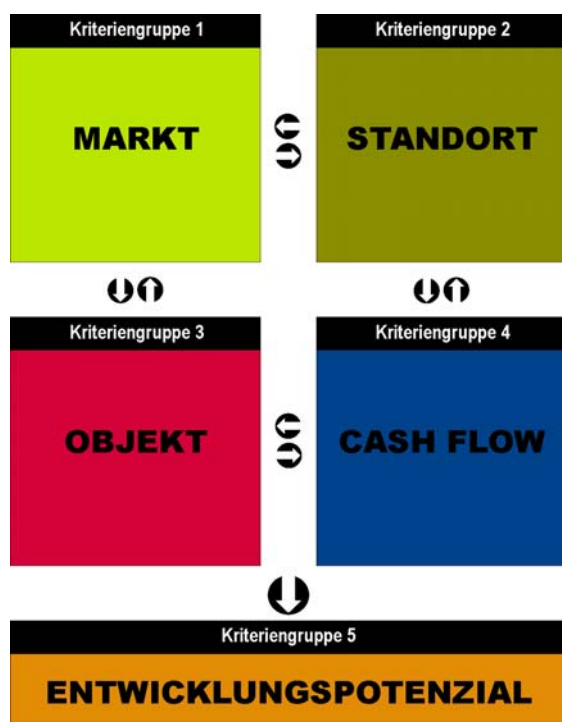 Kriteriengruppe 1
MARKT
Kriteriengruppe 2
STANDORT
Kriteriengruppe 3
OBJEKT
Kriteriengruppe 4
CASH FLOW
Kriteriengruppe 5
ENTWICKLUNGSPOTENZIAL